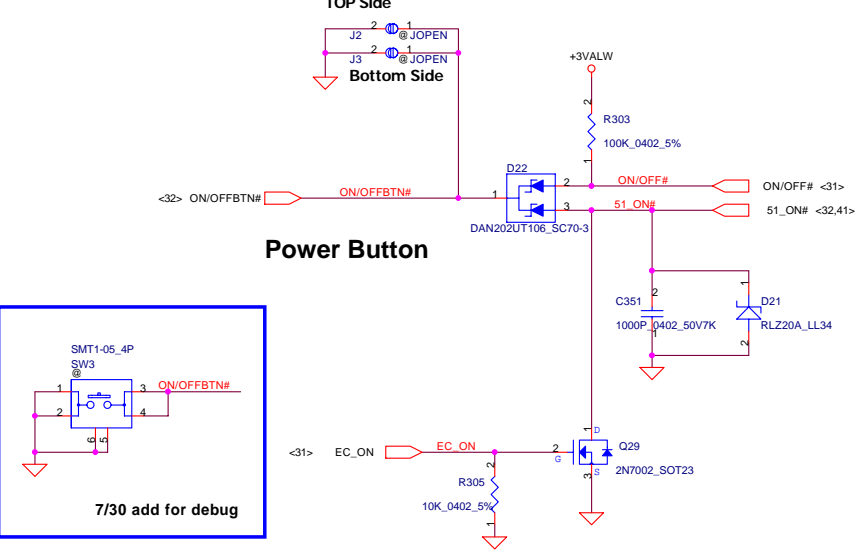 TOP Side
J2 2 1 @ JOPEN
J3 2 1 @ JOPEN
Bottom Side
+3VALW
2
R303
100K_0402_5%
1
D22
<32> ON/OFFBTN# ON/OFFBTN# 1 2 ON/OFF# ON/OFF# <31>
3 51_ON# 51_ON# <32,41>
DAN202UT106_SC70-3
Power Button
C351 2 1 D21
1000P_0402_50V7K RLZ20A_LL34
1 2
SMT1-05_4P
SW3
@
1 3 ON/OFFBTN#
2 4
6 5
7/30 add for debug
<31> EC_ON EC_ON 2 G 1 D Q29
3 S 2N7002_SOT23
2
R305
10K_0402_5%
1